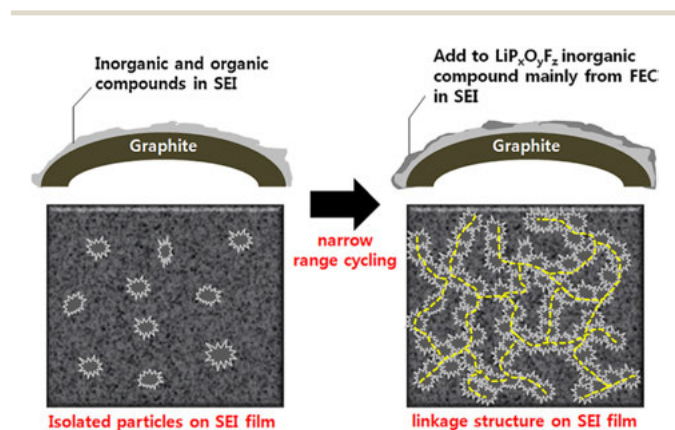 Inorganic and organic
compounds in SEI
Graphite
Add to LiPxOyFz inorganic
compound mainly from FEC
in SEI
Graphite
narrow
range cycling
Isolated particles on SEI film
linkage structure on SEI film